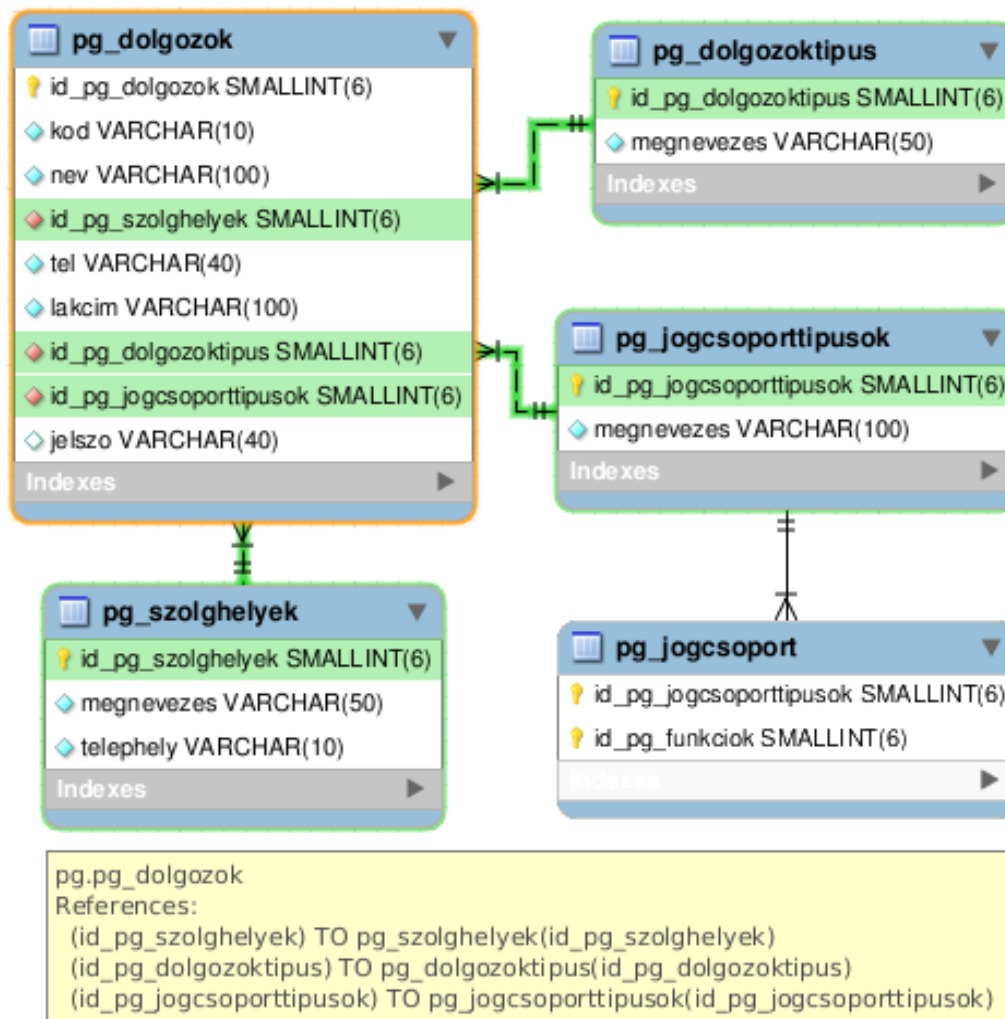 pg_dolgozok
id_pg_dolgozok SMALLINT(6)
kod VARCHAR(10)
nev VARCHAR(100)
id_pg_szolghelyek SMALLINT(6)
tel VARCHAR(40)
lakcim VARCHAR(100)
id_pg_dolgozoktipus SMALLINT(6)
id_pg_jogcsoporttipusok SMALLINT(6)
jelszo VARCHAR(40)
Indexes
pg_dolgozoktipus
id_pg_dolgozoktipus SMALLINT(6)
megnevezes VARCHAR(50)
Indexes
pg_jogcsoporttipusok
id_pg_jogcsoporttipusok SMALLINT(6)
megnevezes VARCHAR(100)
Indexes
pg_szolghelyek
id_pg_szolghelyek SMALLINT(6)
megnevezes VARCHAR(50)
telephely VARCHAR(10)
Indexes
pg_jogcsoport
id_pg_jogcsoporttipusok SMALLINT(6)
id_pg_funkciok SMALLINT(6)
Indexes
pg.pg_dolgozok
References:
(id_pg_szolghelyek) TO pg_szolghelyek(id_pg_szolghelyek)
(id_pg_dolgozoktipus) TO pg_dolgozoktipus(id_pg_dolgozoktipus)
(id_pg_jogcsoporttipusok) TO pg_jogcsoporttipusok(id_pg_jogcsoporttipusok)